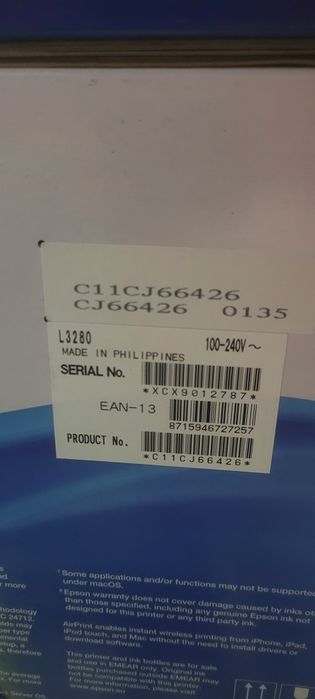 C11CJ66426
CJ66426 0135
L3280 100-240V~
MADE IN PHILIPPINES
SERIAL No.
*XCX9012787*
EAN-13
8715946727257
PRODUCT No.
*C11CJ66426*
Some applications and/or functions may not be supported
under macOS.
Epson warranty does not cover damage caused by inks other
than those specified, including any genuine Epson ink not
designed for this printer or any third party ink.
AirPrint enables instant wireless printing from iPhone, iPad,
iPod touch, and Mac without the need to install drivers or
download software.
This printer and ink bottles are for sale
and use in EMEAR only. Original ink
bottles purchased outside EMEAR may
not be compatible with this printer.
For more information, please visit
www.epson.eu